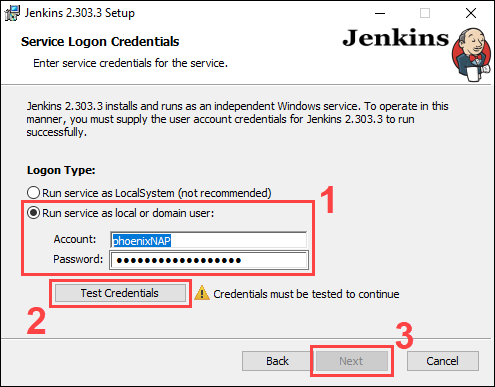 Jenkins 2.303.3 Setup
Service Logon Credentials
Enter service credentials for the service.
Jenkins
Jenkins 2.303.3 installs and runs as an independent Windows service. To operate in this
manner, you must supply the user account credentials for Jenkins 2.303.3 to run
successfully.
Logon Type:
Run service as LocalSystem (not recommended)
1
Run service as local or domain user:
Account: phoenixNAP
Password: ••••••••••••••••••
Test Credentials Credentials must be tested to continue
2
3
Back Next Cancel